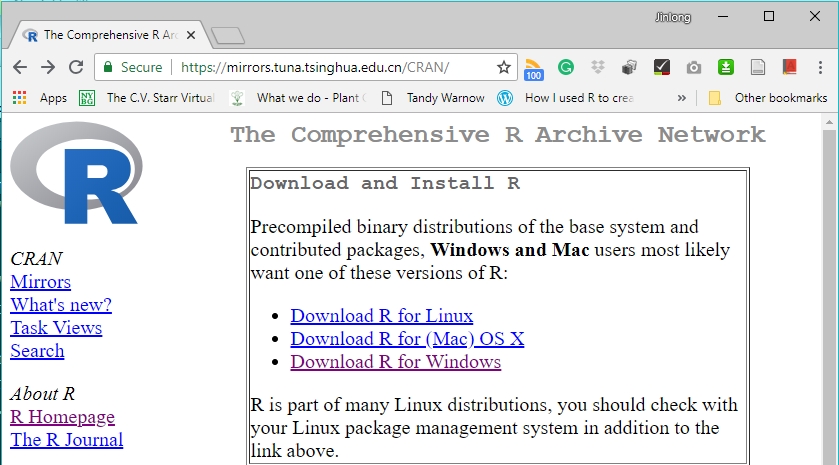 Jinlong
The Comprehensive R Arc
Secure https://mirrors.tuna.tsinghua.edu.cn/CRAN/
100
Apps NYBG The C.V. Starr Virtual What we do - Plant Tandy Warnow How I used R to crea » Other bookmarks
R
The Comprehensive R Archive Network
Download and Install R
Precompiled binary distributions of the base system and
contributed packages, Windows and Mac users most likely
want one of these versions of R:
Download R for Linux
Download R for (Mac) OS X
Download R for Windows
R is part of many Linux distributions, you should check with
your Linux package management system in addition to the
link above.
CRAN
Mirrors
What's new?
Task Views
Search
About R
R Homepage
The R Journal